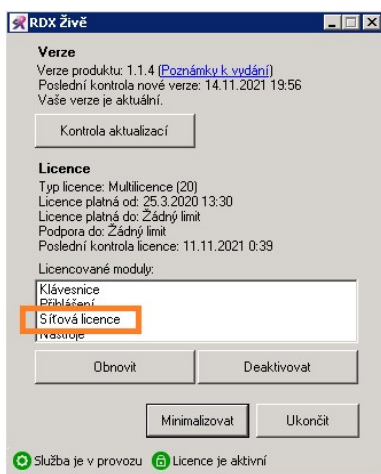 RDX Živě
Verze
Verze produktu: 1.1.4 (Poznámky k vydání)
Poslední kontrola nové verze: 14.11.2021 19:56
Vaše verze je aktuální.
Kontrola aktualizací
Licence
Typ licence: Multilicence (20)
Licence platná od: 25.3.2020 13:30
Licence platná do: Žádný limit
Podpora do: Žádný limit
Poslední kontrola licence: 11.11.2021 0:39
Licencované moduly:
Klávesnice
Přihlášení
Síťová licence
Nástroje
Obnovit
Deaktivovat
Minimalizovat
Ukončit
Služba je v provozu
Licence je aktivní